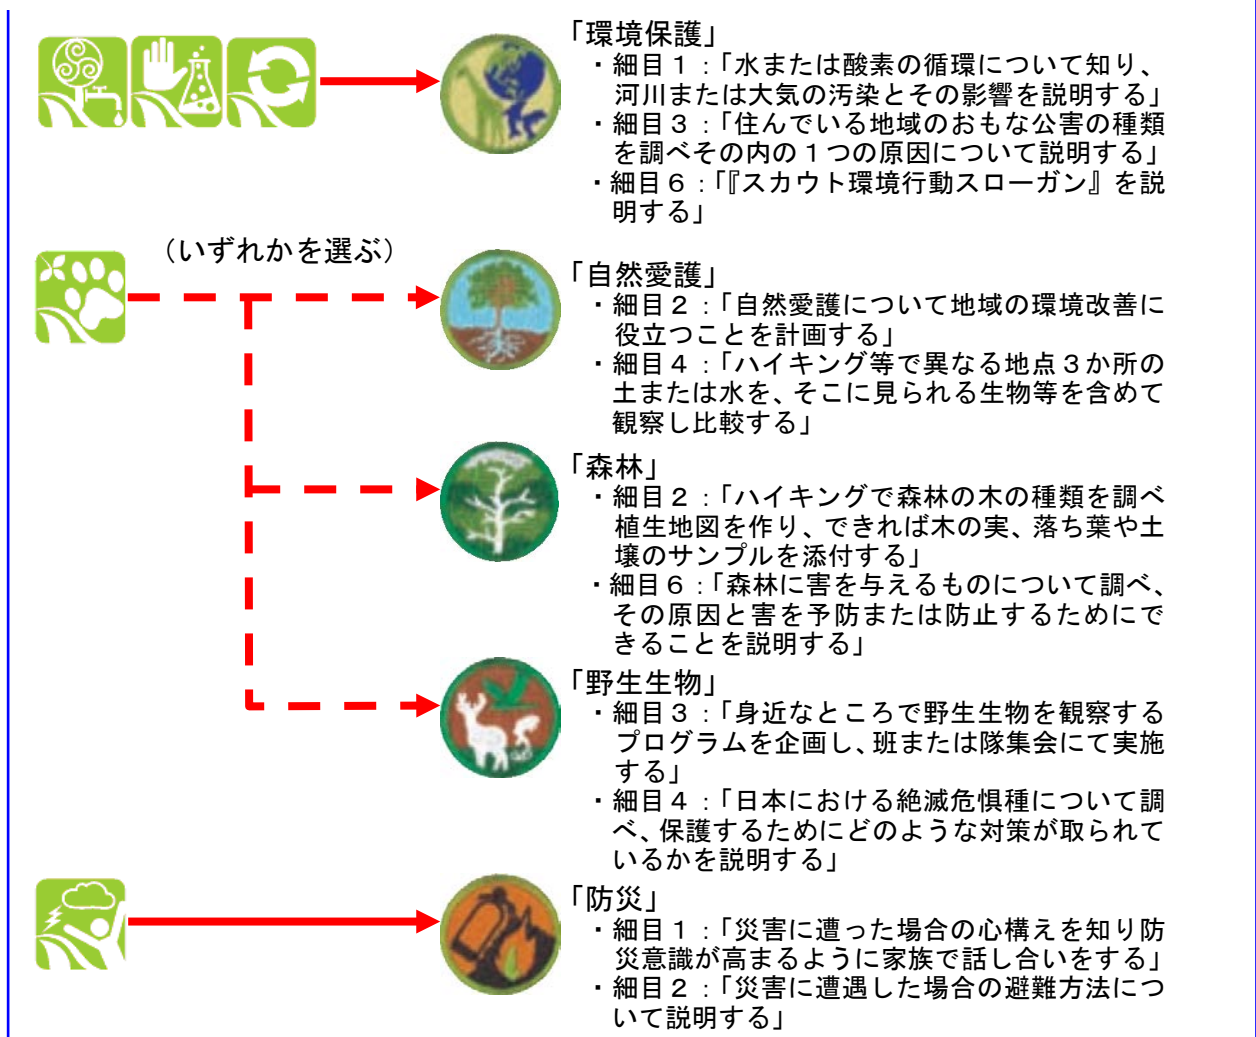 「環境保護」
・細目１：「水または酸素の循環について知り、
河川または大気の汚染とその影響を説明する」
・細目３：「住んでいる地域のおもな公害の種類
を調べその内の１つの原因について説明する」
・細目６：「『スカウト環境行動スローガン』を説
明する」
（いずれかを選ぶ）
「自然愛護」
・細目２：「自然愛護について地域の環境改善に
役立つことを計画する」
・細目４：「ハイキング等で異なる地点３か所の
土または水を、そこに見られる生物等を含めて
観察し比較する」
「森林」
・細目２：「ハイキングで森林の木の種類を調べ
植生地図を作り、できれば木の実、落ち葉や土
壌のサンプルを添付する」
・細目６：「森林に害を与えるものについて調べ、
その原因と害を予防または防止するためにで
きることを説明する」
「野生生物」
・細目３：「身近なところで野生生物を観察する
プログラムを企画し、班または隊集会にて実施
する」
・細目４：「日本における絶滅危惧種について調
べ、保護するためにどのような対策が取られて
いるかを説明する」
「防災」
・細目１：「災害に遭った場合の心構えを知り防
災意識が高まるように家族で話し合いをする」
・細目２：「災害に遭遇した場合の避難方法につ
いて説明する」